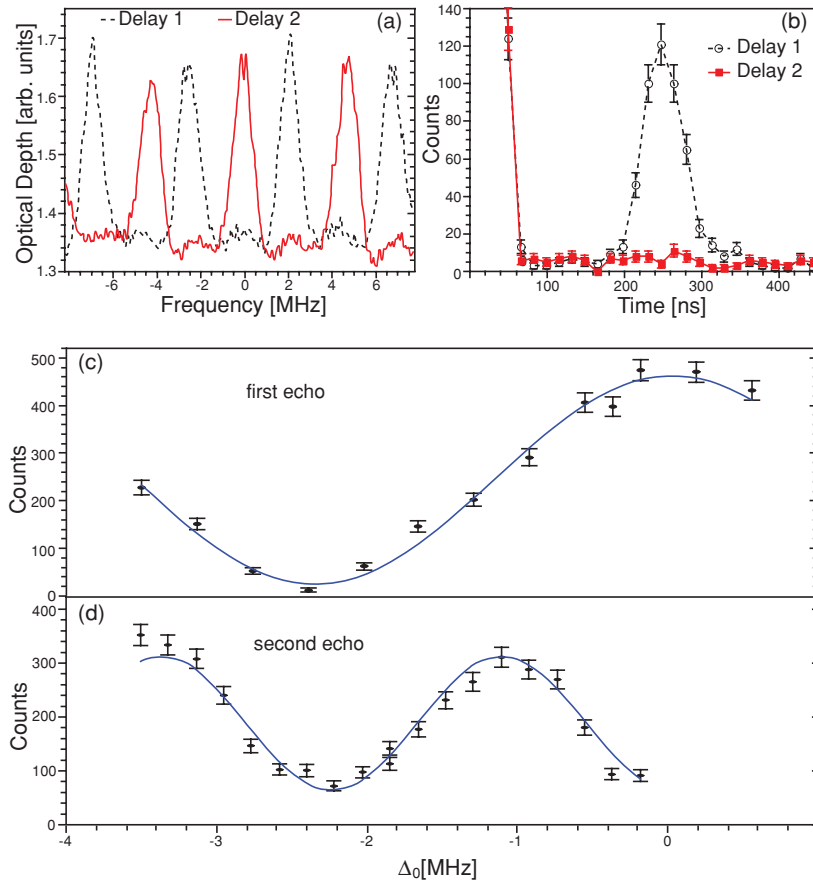 (a)
Delay 1
Delay 2
1.7
1.6
1.5
1.4
1.3
Optical Depth [arb. units]
-6 -4 -2 0 2 4 6
Frequency [MHz]
(b)
Delay 1
Delay 2
140
120
100
80
60
40
20
0
Counts
100 200 300 400
Time [ns]
(c)
first echo
500
400
300
200
100
0
Counts
(d)
second echo
400
300
200
100
0
Counts
-4 -3 -2 -1 0
Δ0[MHz]